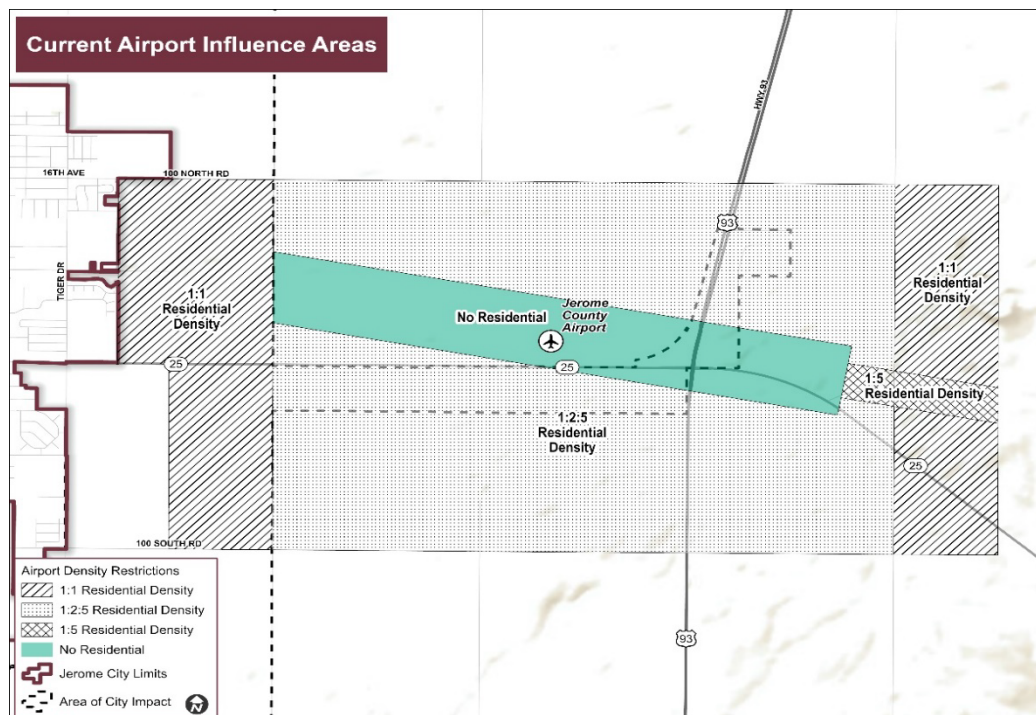 Current Airport Influence Areas
HWY 93
16TH AVE
100 NORTH RD
93
TIGER DR
1:1
Residential
Density
No Residential
Jerome
County
Airport
1:1
Residential
Density
25
25
1:5
Residential
Density
1:2:5
Residential
Density
25
100 SOUTH RD
93
Airport Density Restrictions
1:1 Residential Density
1:2:5 Residential Density
1:5 Residential Density
No Residential
Jerome City Limits
Area of City Impact
N